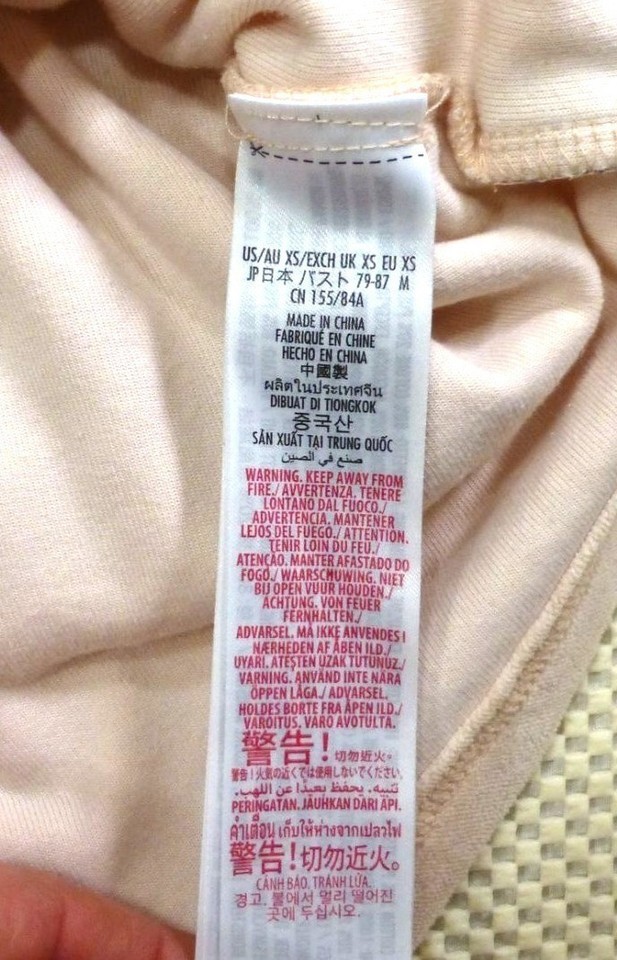 US/AU XS/EXCH UK XS EU XS
JP日本 バスト 79-87 M
CN 155/84A
MADE IN CHINA
FABRIQUÉ EN CHINE
HECHO EN CHINA
中國製
ผลิตในประเทศจีน
DIBUAT DI TIONGKOK
중국산
SẢN XUẤT TẠI TRUNG QUỐC
صنع في الصين
WARNING. KEEP AWAY FROM
FIRE./ AVVERTENZA. TENERE
LONTANO DAL FUOCO./
ADVERTENCIA. MANTENER
LEJOS DEL FUEGO./ ATTENTION.
TENIR LOIN DU FEU./
ATENCÃO. MANTER AFASTADO DO
FOGO./ WAARSCHUWING. NIET
BIJ OPEN VUUR HOUDEN./
ACHTUNG. VON FEUER
FERNHALTEN./
ADVARSEL. MA IKKE ANVENDES I
NÆRHEDEN AF ÅBEN ILD./
UYARI. ATEŞTEN UZAK TUTUNUZ./
VARNING. ANVÄND INTE NÄRA
ÖPPEN LÅGA./ ADVARSEL.
HOLDES BORTE FRA ÅPEN ILD./
VAROITUS. VARO AVOTULTA.
警告! 切勿近火。
警告!火気の近くでは使用しないでください。
تنبيه. يحفظ بعيدًا عن اللهب.
PERINGATAN. JAUHKAN DARI API.
คำเตือน เก็บให้ห่างจากเปลวไฟ
警告!切勿近火。
CẢNH BÁO. TRÁNH LỬA.
경고. 불에서 멀리 떨어진
곳에 두십시오.